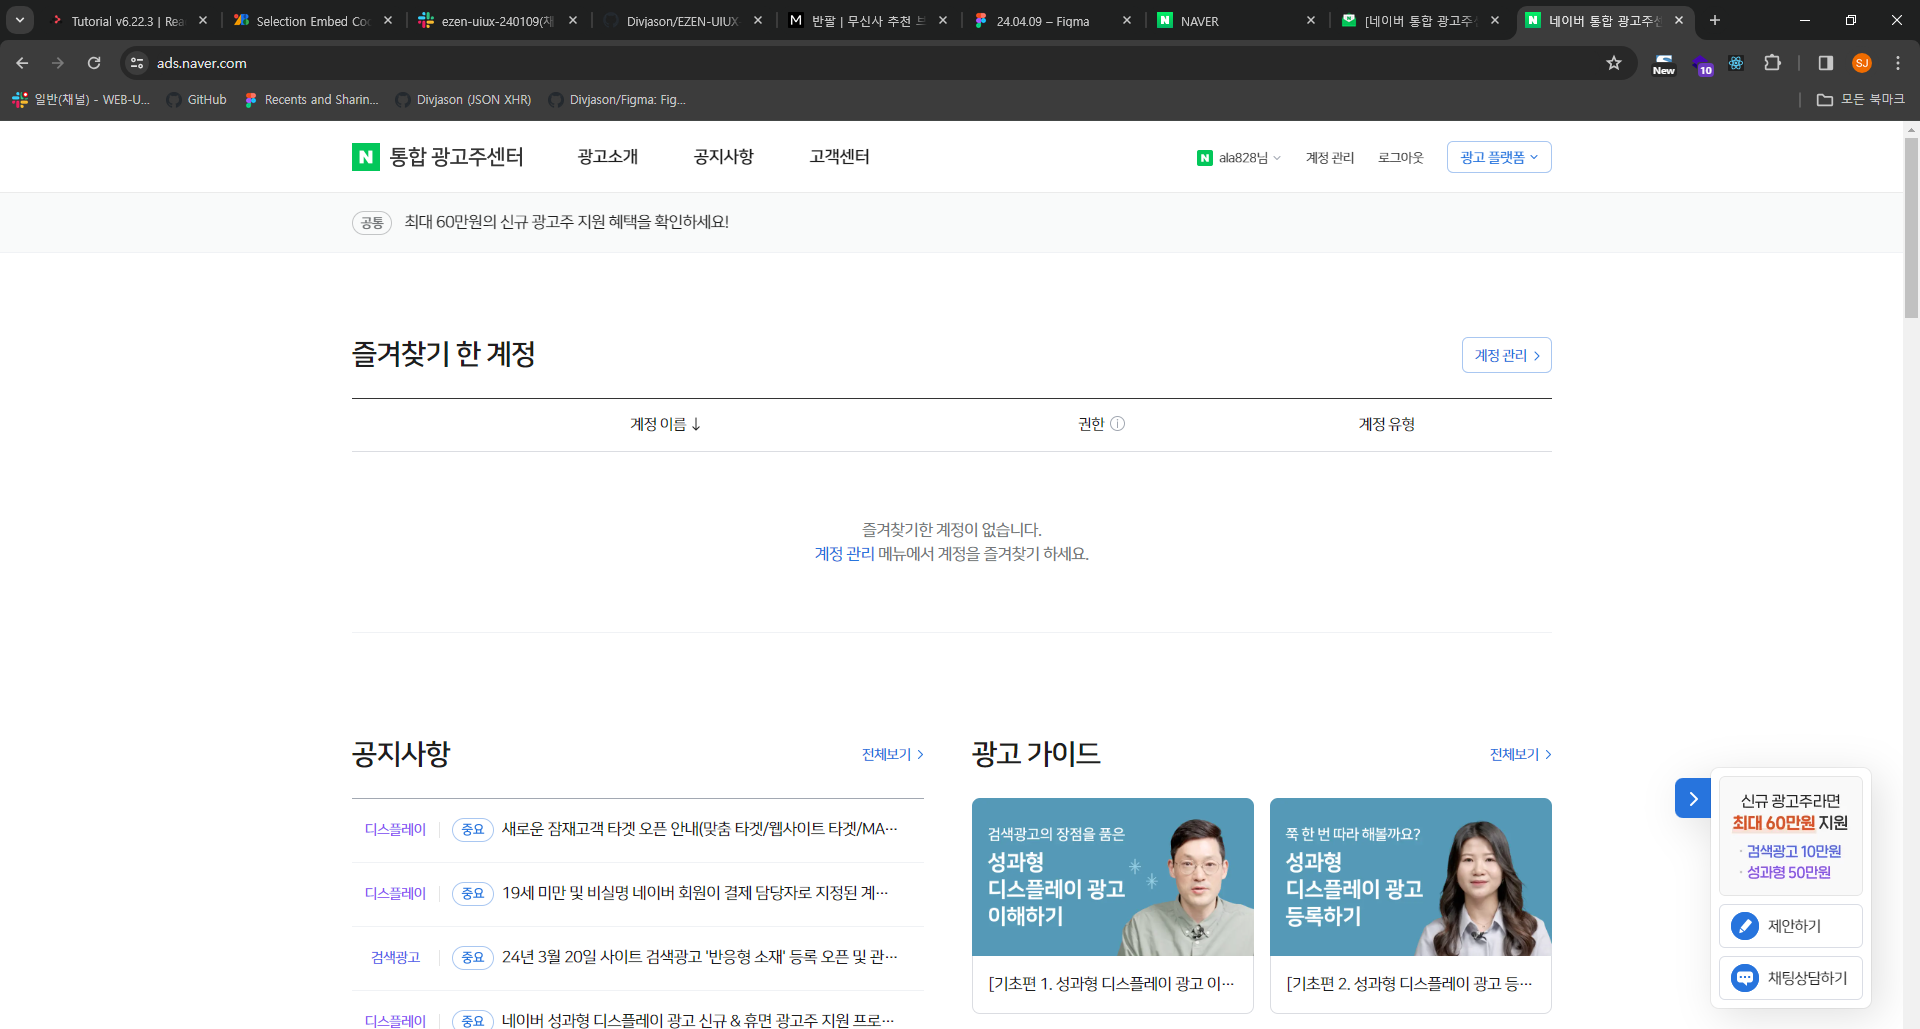 Tutorial v6.22.3 | Rea
Selection Embed Co
ezen-uiux-240109(채
Divjason/EZEN-UIUX
M 반팔 | 무신사 추천 브
24.04.09 – Figma
N NAVER
[네이버 통합 광고주
N 네이버 통합 광고주센
ads.naver.com
New
10
SJ
일반(채널) - WEB-U...
GitHub
Recents and Sharin...
Divjason (JSON XHR)
Divjason/Figma: Fig...
모든 북마크
N 통합 광고주센터
광고소개
공지사항
고객센터
N ala828님
계정 관리
로그아웃
광고 플랫폼
공통 최대 60만원의 신규 광고주 지원 혜택을 확인하세요!
즐겨찾기 한 계정
계정 관리
계정 이름 ↓
권한
계정 유형
즐겨찾기한 계정이 없습니다.
계정 관리 메뉴에서 계정을 즐겨찾기 하세요.
공지사항
전체보기
디스플레이 중요 새로운 잠재고객 타겟 오픈 안내(맞춤 타겟/웹사이트 타겟/MA···
디스플레이 중요 19세 미만 및 비실명 네이버 회원이 결제 담당자로 지정된 계···
검색광고 중요 24년 3월 20일 사이트 검색광고 '반응형 소재' 등록 오픈 및 관···
디스플레이 중요 네이버 성과형 디스플레이 광고 신규 & 휴면 광고주 지원 프로···
광고 가이드
전체보기
검색광고의 장점을 품은
성과형
디스플레이 광고
이해하기
[기초편 1. 성과형 디스플레이 광고 이···
쭉 한 번 따라 해볼까요?
성과형
디스플레이 광고
등록하기
[기초편 2. 성과형 디스플레이 광고 등···
신규 광고주라면
최대 60만원 지원
· 검색광고 10만원
· 성과형 50만원
제안하기
채팅상담하기